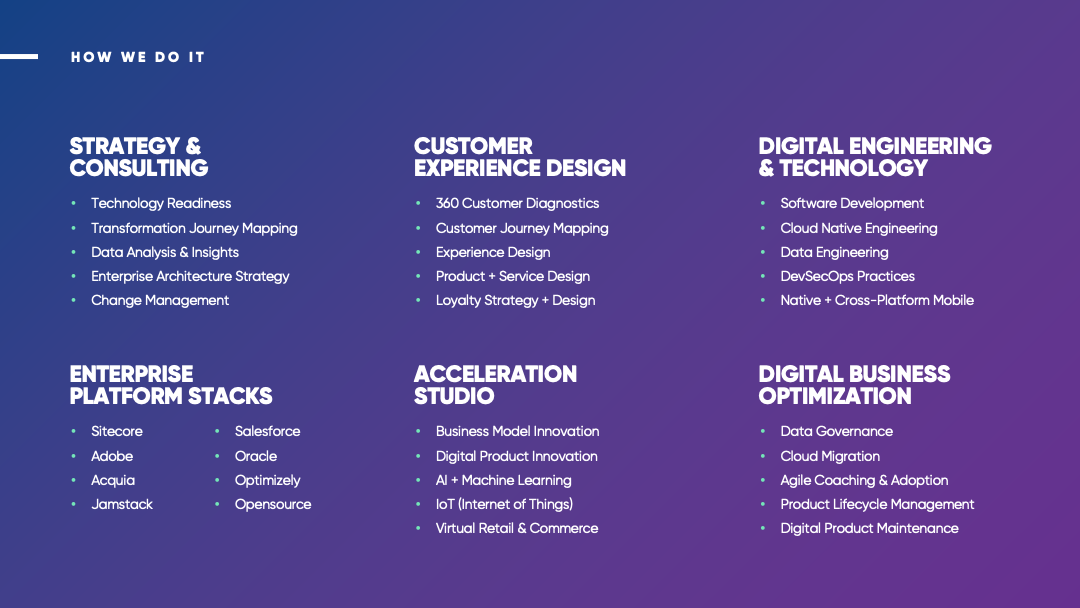 HOW WE DO IT
STRATEGY &
CONSULTING
• Technology Readiness
• Transformation Journey Mapping
• Data Analysis & Insights
• Enterprise Architecture Strategy
• Change Management
CUSTOMER
EXPERIENCE DESIGN
• 360 Customer Diagnostics
• Customer Journey Mapping
• Experience Design
• Product + Service Design
• Loyalty Strategy + Design
DIGITAL ENGINEERING
& TECHNOLOGY
• Software Development
• Cloud Native Engineering
• Data Engineering
• DevSecOps Practices
• Native + Cross-Platform Mobile
ENTERPRISE
PLATFORM STACKS
• Sitecore
• Adobe
• Acquia
• Jamstack
• Salesforce
• Oracle
• Optimizely
• Opensource
ACCELERATION
STUDIO
• Business Model Innovation
• Digital Product Innovation
• AI + Machine Learning
• IoT (Internet of Things)
• Virtual Retail & Commerce
DIGITAL BUSINESS
OPTIMIZATION
• Data Governance
• Cloud Migration
• Agile Coaching & Adoption
• Product Lifecycle Management
• Digital Product Maintenance